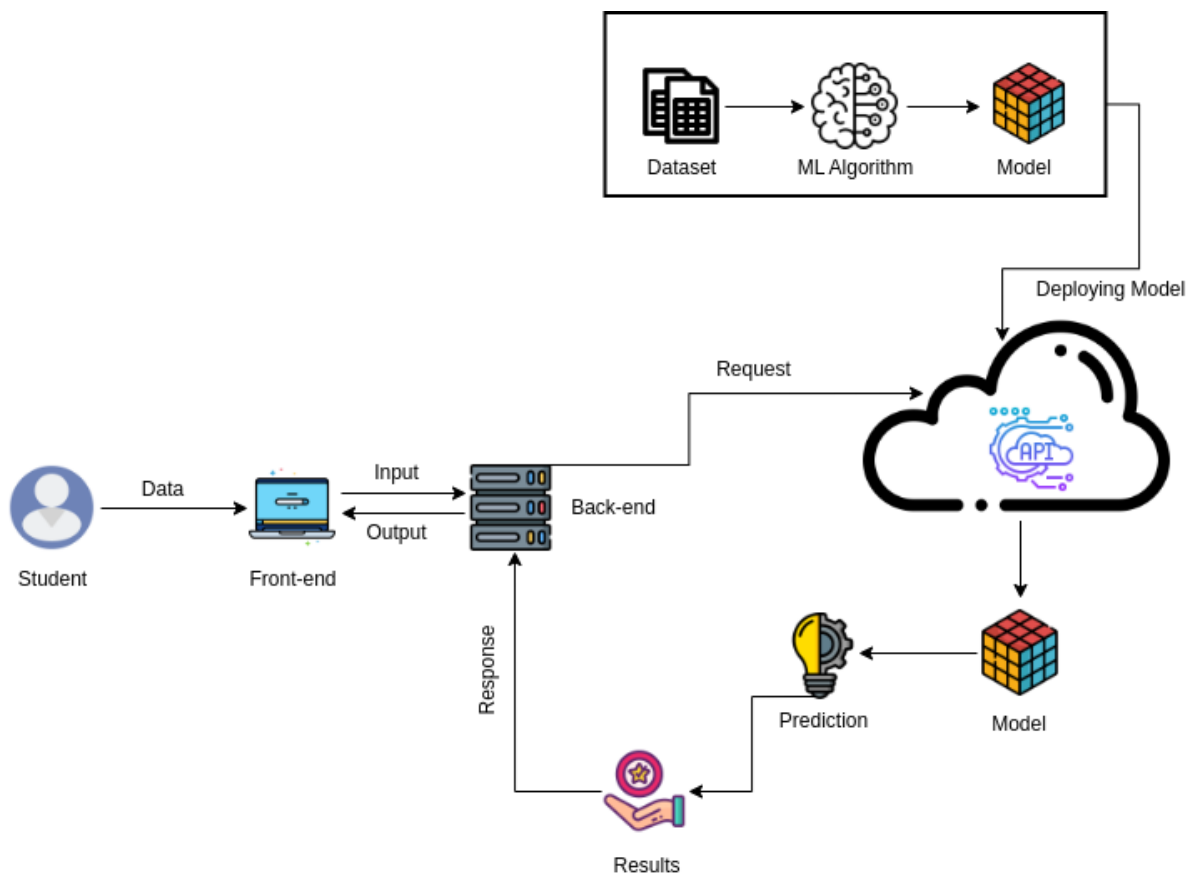 Dataset
ML Algorithm
Model
Deploying Model
Request
API
Data
Input
Output
Back-end
Student
Front-end
Response
Prediction
Model
Results